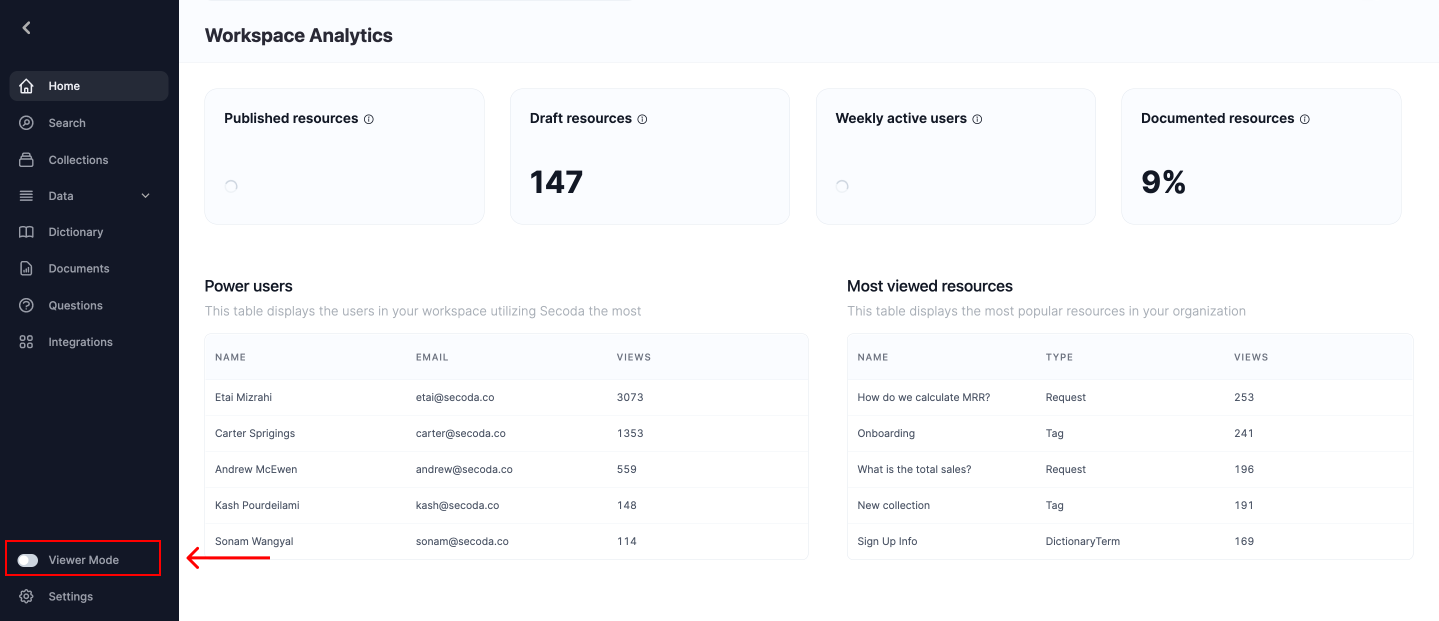 Workspace Analytics
Home
Search
Collections
Data
Dictionary
Documents
Questions
Integrations
Viewer Mode
Settings
Published resources
Draft resources
147
Weekly active users
Documented resources
9%
Power users
This table displays the users in your workspace utilizing Secoda the most
NAME EMAIL VIEWS
Etai Mizrahi etai@secoda.co 3073
Carter Sprigings carter@secoda.co 1353
Andrew McEwen andrew@secoda.co 559
Kash Pourdeilami kash@secoda.co 148
Sonam Wangyal sonam@secoda.co 114
Most viewed resources
This table displays the most popular resources in your organization
NAME TYPE VIEWS
How do we calculate MRR? Request 253
Onboarding Tag 241
What is the total sales? Request 196
New collection Tag 191
Sign Up Info DictionaryTerm 169